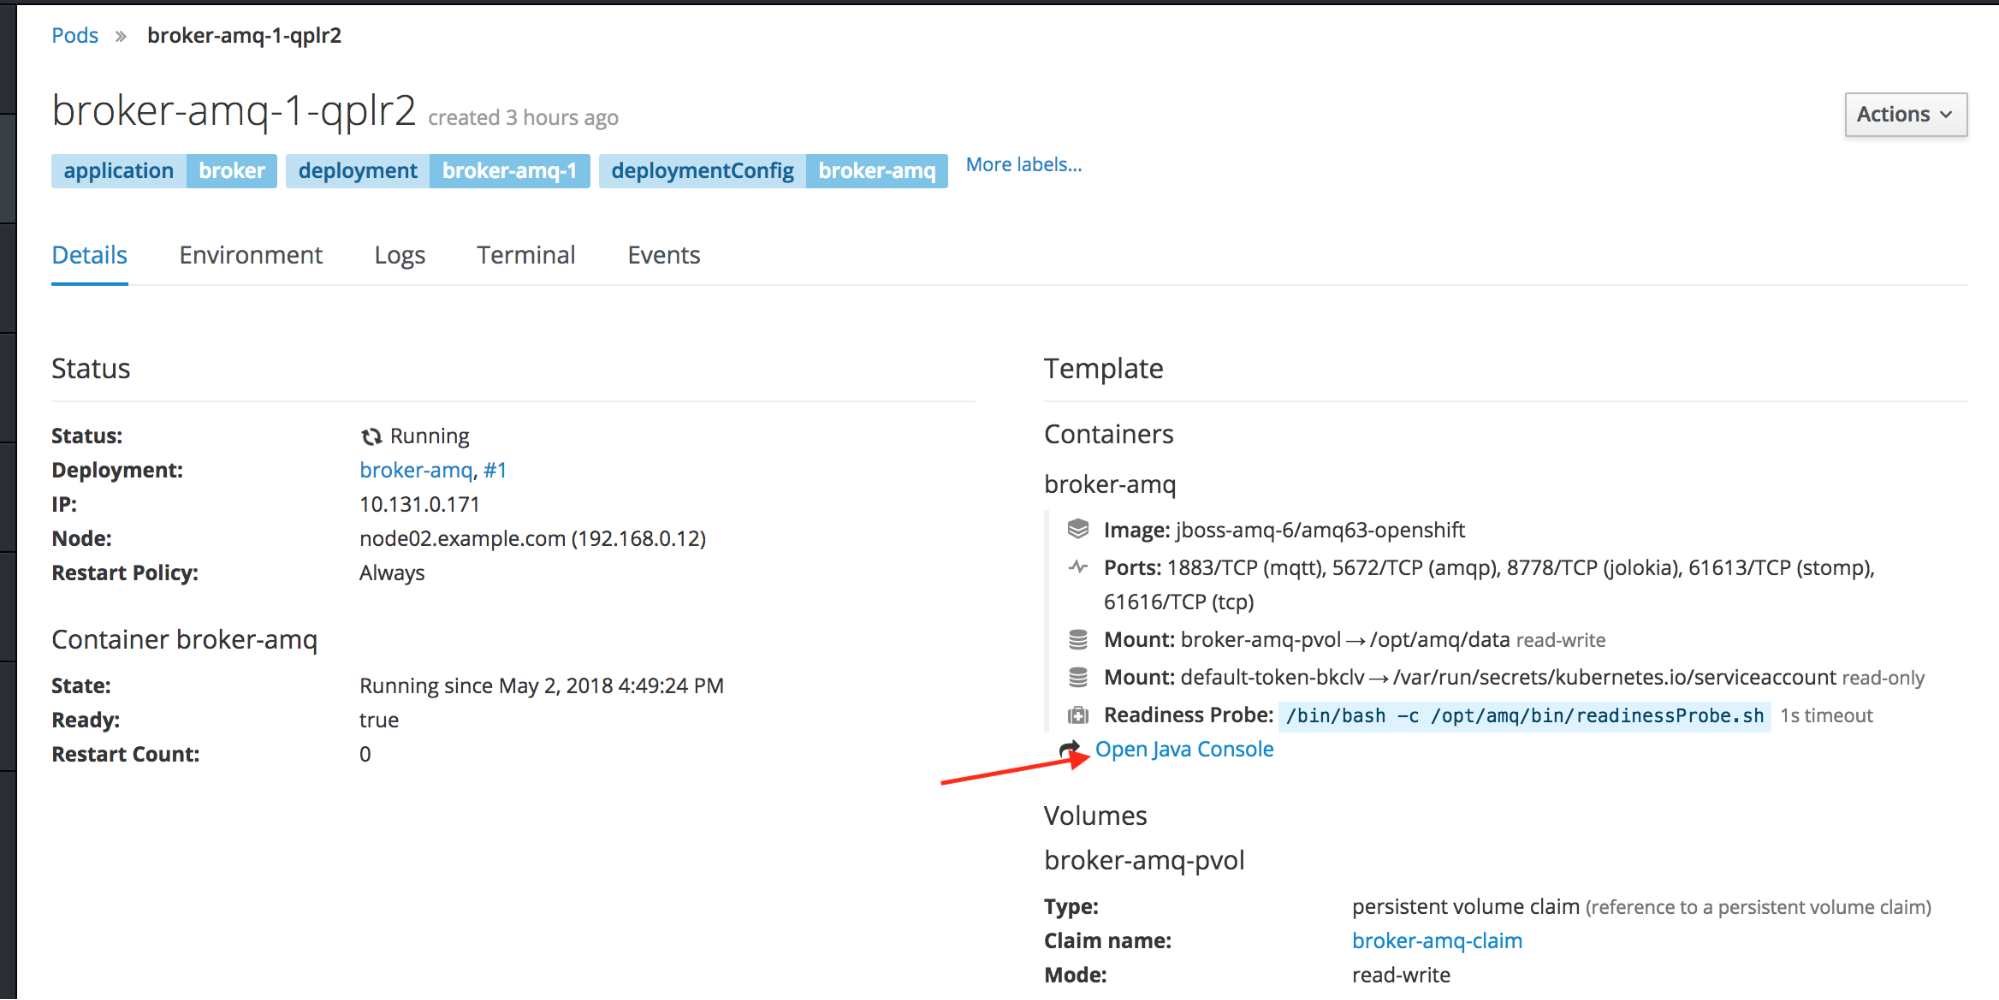 Pods » broker-amq-1-qplr2
broker-amq-1-qplr2 created 3 hours ago
Actions
application broker deployment broker-amq-1 deploymentConfig broker-amq More labels...
Details Environment Logs Terminal Events
Status
Status: Running
Deployment: broker-amq, #1
IP: 10.131.0.171
Node: node02.example.com (192.168.0.12)
Restart Policy: Always
Container broker-amq
State: Running since May 2, 2018 4:49:24 PM
Ready: true
Restart Count: 0
Template
Containers
broker-amq
Image: jboss-amq-6/amq63-openshift
Ports: 1883/TCP (mqtt), 5672/TCP (amqp), 8778/TCP (jolokia), 61613/TCP (stomp),
61616/TCP (tcp)
Mount: broker-amq-pvol → /opt/amq/data read-write
Mount: default-token-bkclv → /var/run/secrets/kubernetes.io/serviceaccount read-only
Readiness Probe: /bin/bash -c /opt/amq/bin/readinessProbe.sh 1s timeout
Open Java Console
Volumes
broker-amq-pvol
Type: persistent volume claim (reference to a persistent volume claim)
Claim name: broker-amq-claim
Mode: read-write